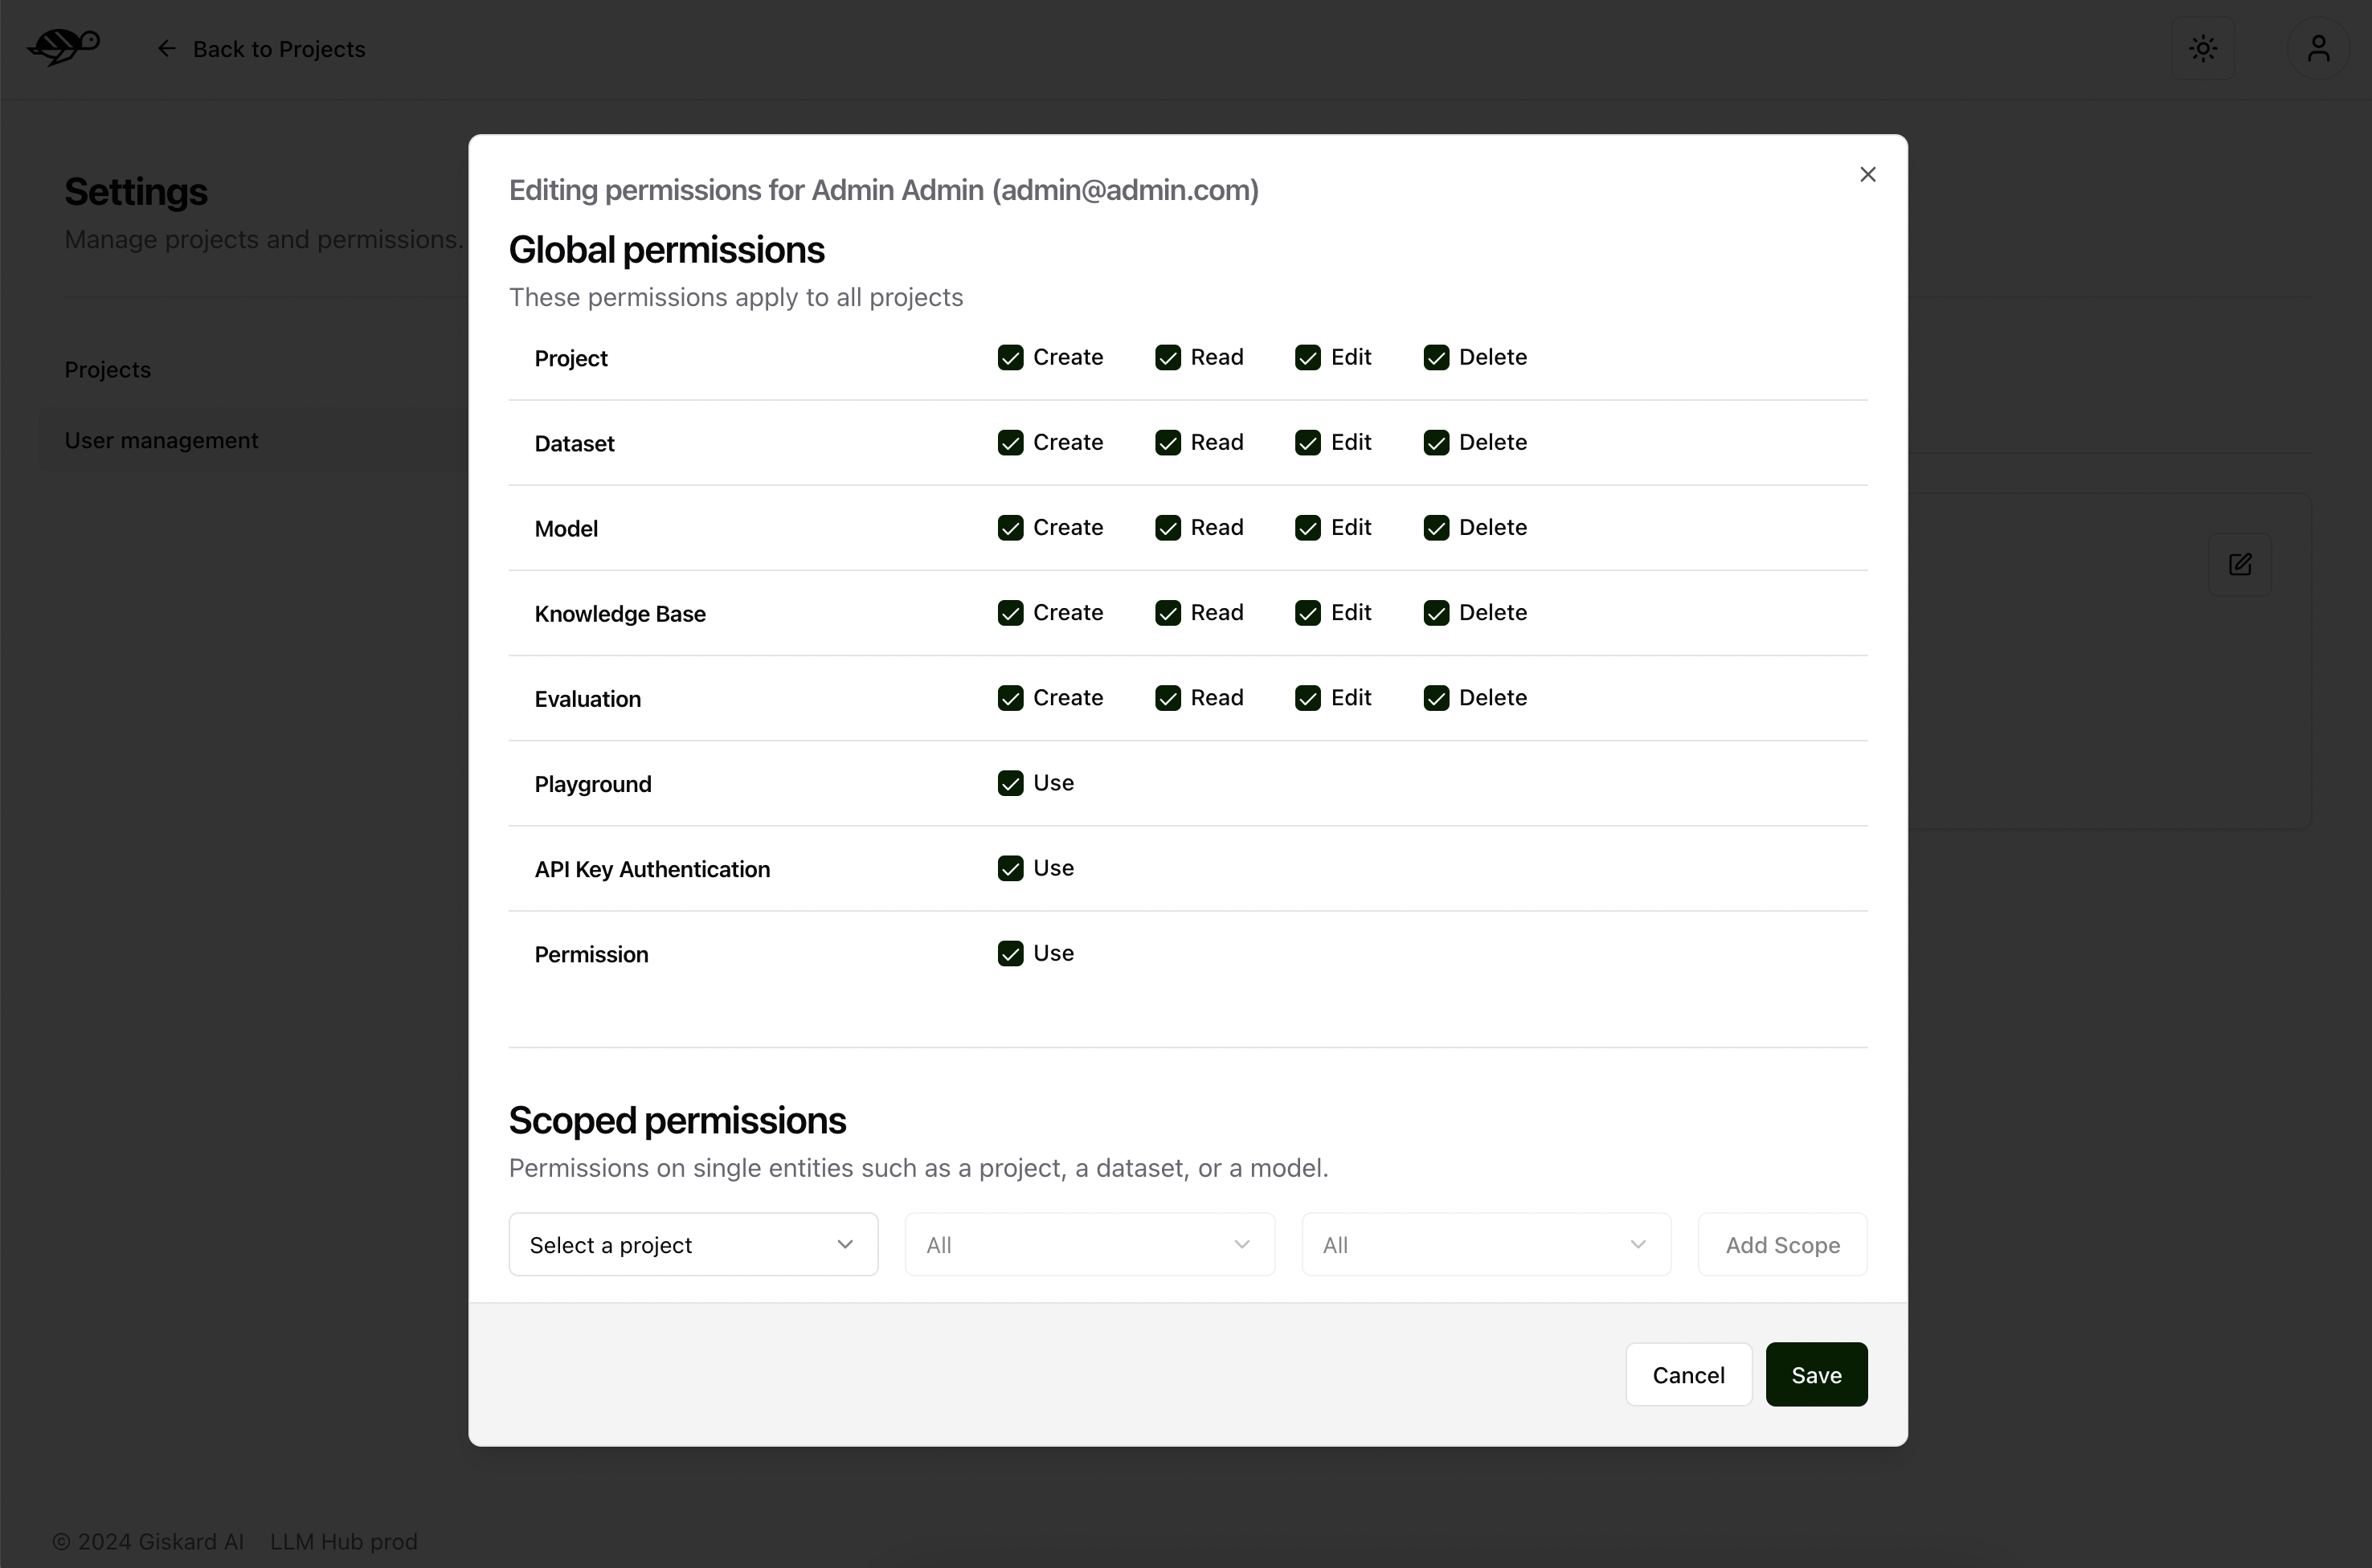 Back to Projects
Settings
Manage projects and permissions.
Projects
User management
Editing permissions for Admin Admin (admin@admin.com)
Global permissions
These permissions apply to all projects
Project Create Read Edit Delete
Dataset Create Read Edit Delete
Model Create Read Edit Delete
Knowledge Base Create Read Edit Delete
Evaluation Create Read Edit Delete
Playground Use
API Key Authentication Use
Permission Use
Scoped permissions
Permissions on single entities such as a project, a dataset, or a model.
Select a project All All Add Scope
Cancel Save
© 2024 Giskard AI LLM Hub prod